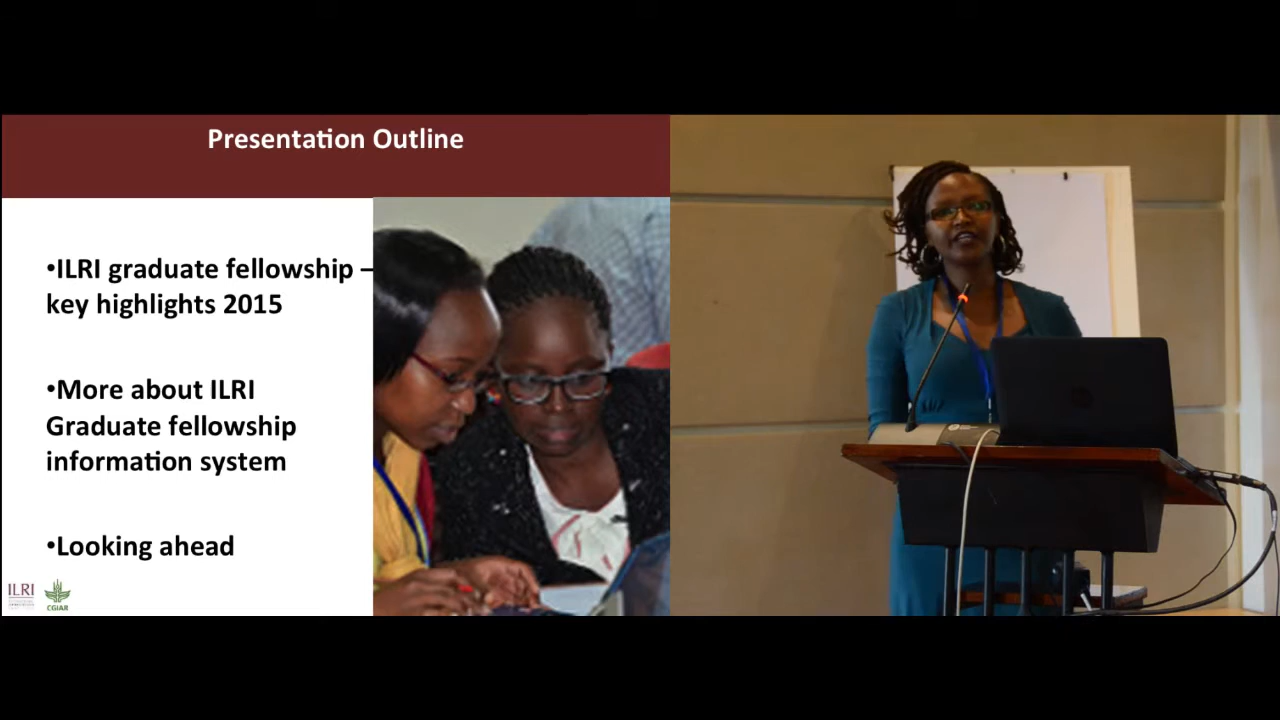 Presentation Outline
•ILRI graduate fellowship –
key highlights 2015
•More about ILRI
Graduate fellowship
information system
•Looking ahead
ILRI
CGIAR